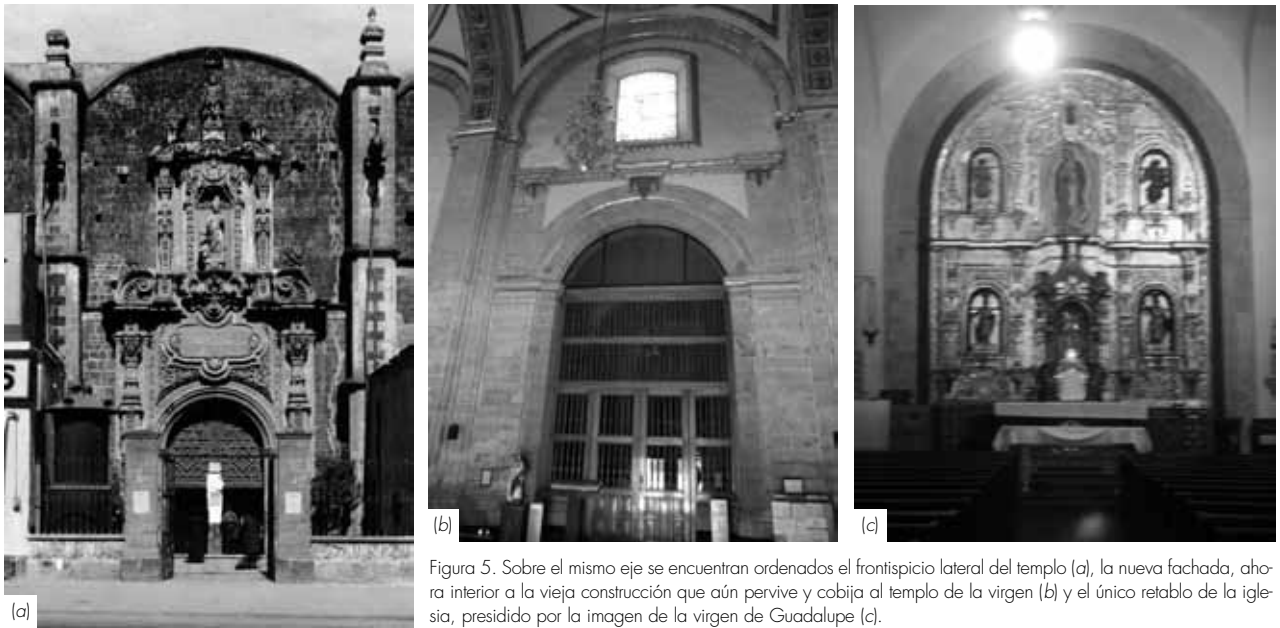 S
(a)
(b)
(c)
Figura 5. Sobre el mismo eje se encuentran ordenados el frontispicio lateral del templo (a), la nueva fachada, aho-
ra interior a la vieja construcción que aún pervive y cobija al templo de la virgen (b) y el único retablo de la igle-
sia, presidido por la imagen de la virgen de Guadalupe (c).